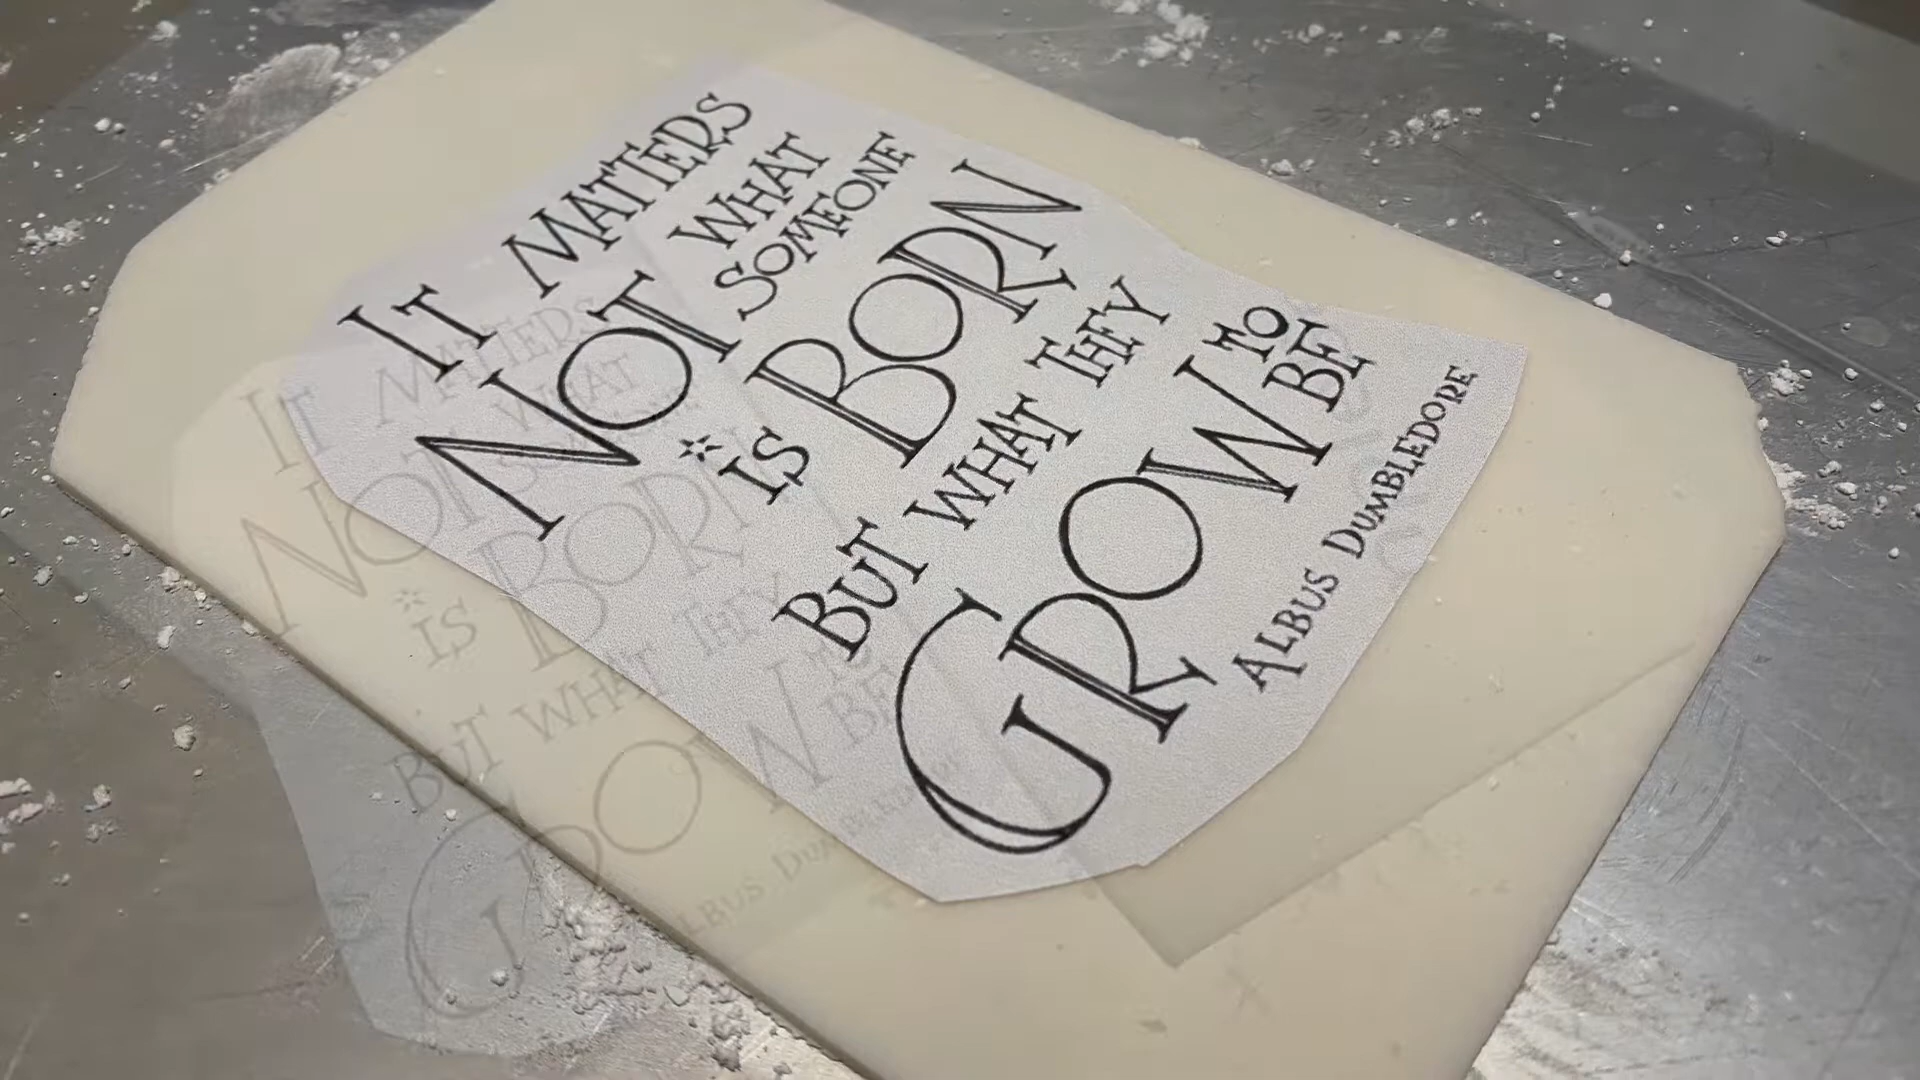 IT MATTERS
NOT WHAT SOMEONE
IS BORN
BUT WHAT THEY
GROW TO BE
ALBUS DUMBLEDORE